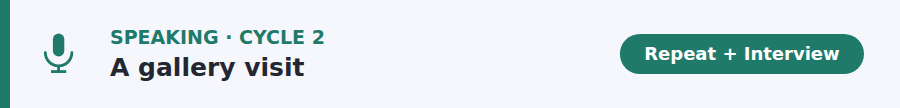 SPEAKING · CYCLE 2
A gallery visit
Repeat + Interview